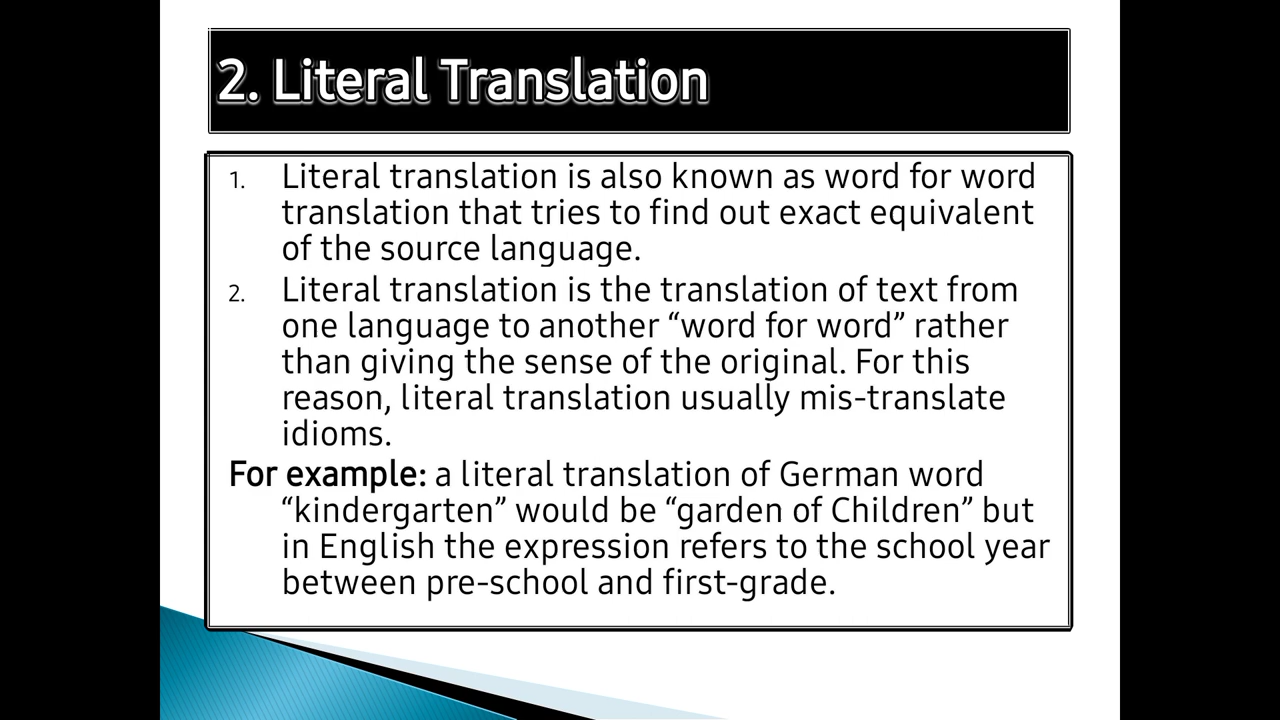 2. Literal Translation
1. Literal translation is also known as word for word
translation that tries to find out exact equivalent
of the source language.
2. Literal translation is the translation of text from
one language to another “word for word” rather
than giving the sense of the original. For this
reason, literal translation usually mis-translate
idioms.
For example: a literal translation of German word
“kindergarten” would be “garden of Children” but
in English the expression refers to the school year
between pre-school and first-grade.